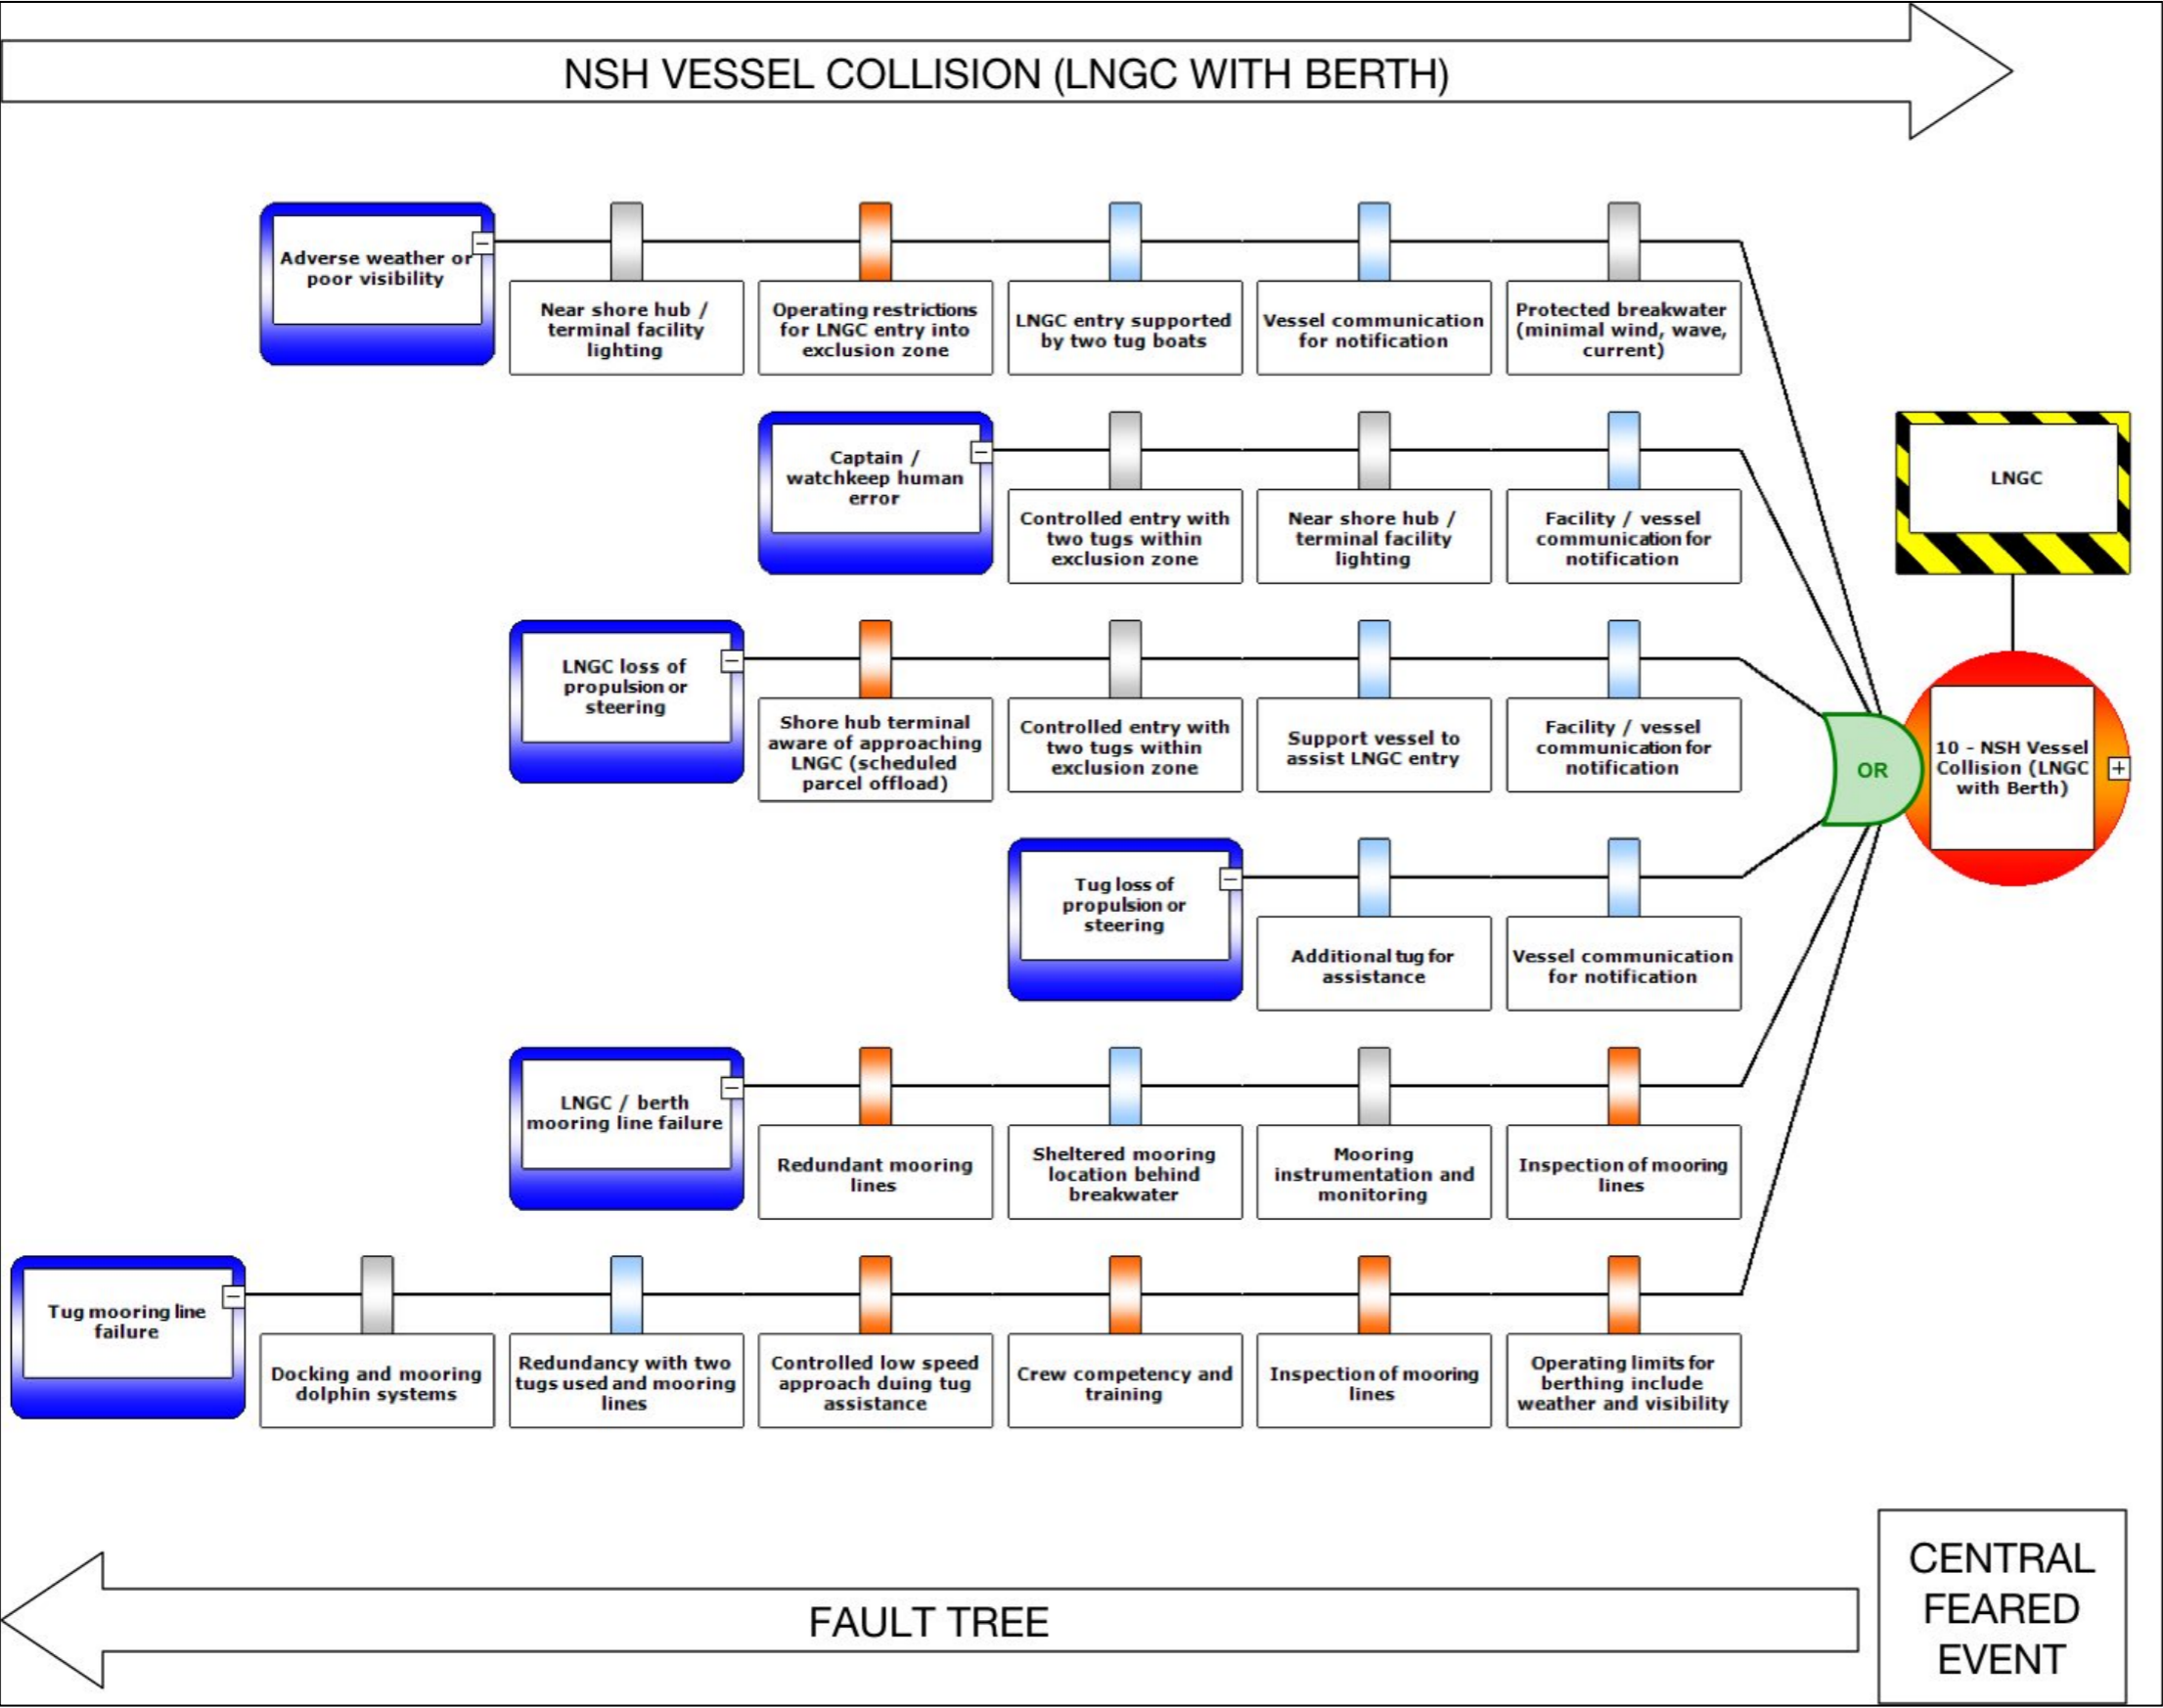 NSH VESSEL COLLISION (LNGC WITH BERTH)
Adverse weather or
poor visibility
Near shore hub /
terminal facility
lighting
Operating restrictions
for LNGC entry into
exclusion zone
LNGC entry supported
by two tug boats
Vessel communication
for notification
Protected breakwater
(minimal wind, wave,
current)
Captain /
watchkeep human
error
Controlled entry with
two tugs within
exclusion zone
Near shore hub /
terminal facility
lighting
Facility / vessel
communication for
notification
LNGC
LNGC loss of
propulsion or
steering
Shore hub terminal
aware of approaching
LNGC (scheduled
parcel offload)
Controlled entry with
two tugs within
exclusion zone
Support vessel to
assist LNGC entry
Facility / vessel
communication for
notification
OR
10 - NSH Vessel
Collision (LNGC
with Berth)
Tug loss of
propulsion or
steering
Additional tug for
assistance
Vessel communication
for notification
LNGC / berth
mooring line failure
Redundant mooring
lines
Sheltered mooring
location behind
breakwater
Mooring
instrumentation and
monitoring
Inspection of mooring
lines
Tug mooring line
failure
Docking and mooring
dolphin systems
Redundancy with two
tugs used and mooring
lines
Controlled low speed
approach duing tug
assistance
Crew competency and
training
Inspection of mooring
lines
Operating limits for
berthing include
weather and visibility
FAULT TREE
CENTRAL
FEARED
EVENT